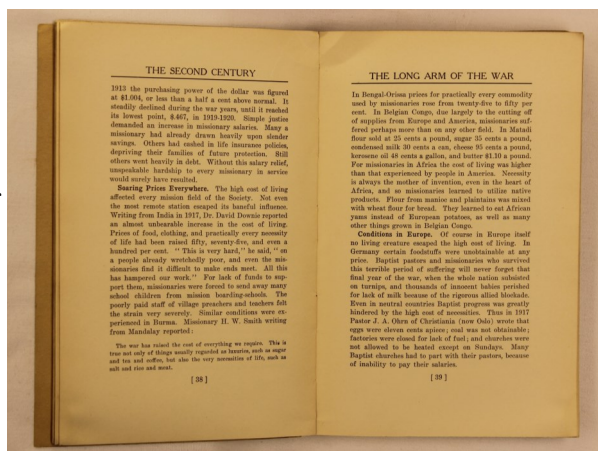 THE SECOND CENTURY
1913 the purchasing power of the dollar was figured
at $1.004, or less than a half a cent above normal. It
steadily declined during the war years, until it reached
its lowest point, $.467, in 1919-1920. Simple justice
demanded an increase in missionary salaries. Many a
missionary had already drawn heavily upon slender
savings. Others had cashed in life insurance policies,
depriving their families of future protection. Still
others went heavily in debt. Without this salary relief,
unspeakable hardship to every missionary in service
would surely have resulted.
Soaring Prices Everywhere. The high cost of living
affected every mission field of the Society. Not even
the most remote station escaped its baneful influence.
Writing from India in 1917, Dr. David Downie reported
an almost unbearable increase in the cost of living.
Prices of food, clothing, and practically every necessity
of life had been raised fifty, seventy-five, and even a
hundred per cent. " This is very hard," he said, " on
a people already wretchedly poor, and even the mis-
sionaries find it difficult to make ends meet. All this
has hampered our work." For lack of funds to sup-
port them, missionaries were forced to send away many
school children from mission boarding-schools. The
poorly paid staff of village preachers and teachers felt
the strain very severely. Similar conditions were ex-
perienced in Burma. Missionary H. W. Smith writing
from Mandalay reported:
The war has raised the cost of everything we require. This is
true not only of things usually regarded as luxuries, such as sugar
and tea and coffee, but also the very necessities of life, such as
salt and rice and meat.
[ 38 ]
THE LONG ARM OF THE WAR
In Bengal-Orissa prices for practically every commodity
used by missionaries rose from twenty-five to fifty per
cent. In Belgian Congo, due largely to the cutting off
of supplies from Europe and America, missionaries suf-
fered perhaps more than on any other field. In Matadi
flour sold at 25 cents a pound, sugar 35 cents a pound,
condensed milk 30 cents a can, cheese 95 cents a pound,
kerosene oil 48 cents a gallon, and butter $1.10 a pound.
For missionaries in Africa the cost of living was higher
than that experienced by people in America. Necessity
is always the mother of invention, even in the heart of
Africa, and so missionaries learned to utilize native
products. Flour from manioc and plaintains was mixed
with wheat flour for bread. They learned to eat African
yams instead of European potatoes, as well as many
other things grown in Belgian Congo.
Conditions in Europe. Of course in Europe itself
no living creature escaped the high cost of living. In
Germany certain foodstuffs were unobtainable at any
price. Baptist pastors and missionaries who survived
this terrible period of suffering will never forget that
final year of the war, when the whole nation subsisted
on turnips, and thousands of innocent babies perished
for lack of milk because of the rigorous allied blockade.
Even in neutral countries Baptist progress was greatly
hindered by the high cost of necessities. Thus in 1917
Pastor J. A. Ohrn of Christiania (now Oslo) wrote that
eggs were eleven cents apiece; coal was not obtainable;
factories were closed for lack of fuel; and churches were
not allowed to be heated except on Sundays. Many
Baptist churches had to part with their pastors, because
of inability to pay their salaries.
[ 39 ]